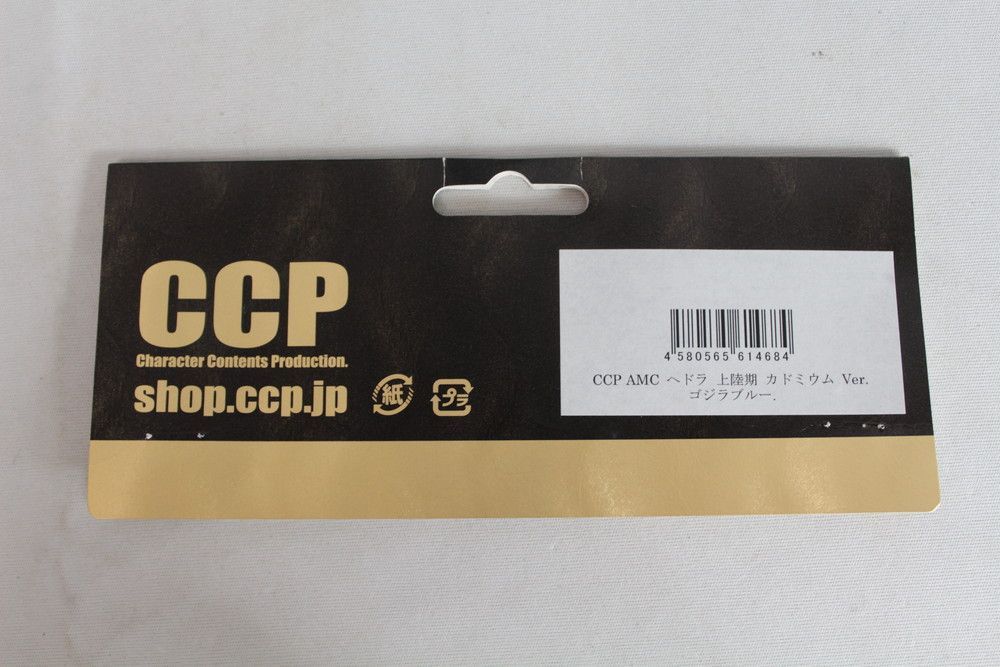 CCP
Character Contents Production.
shop.ccp.jp
紙
プラ
4 580565 614684
CCP AMC ヘドラ 上陸期 カドミウム Ver.
ゴジラブルー.